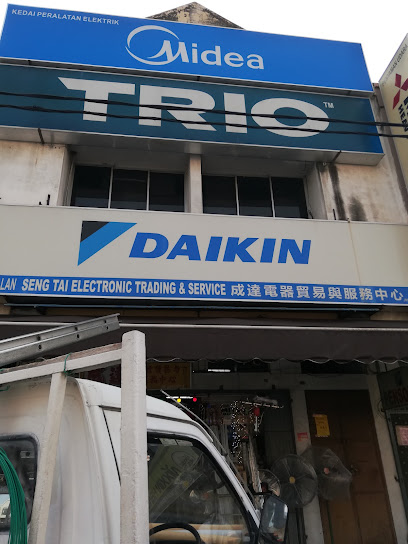 KEDAI PERALATAN ELEKTRIK
Midea
TRIO™
DAIKIN
LAN SENG TAI ELECTRONIC TRADING & SERVICE 成達電器貿易與服務中心